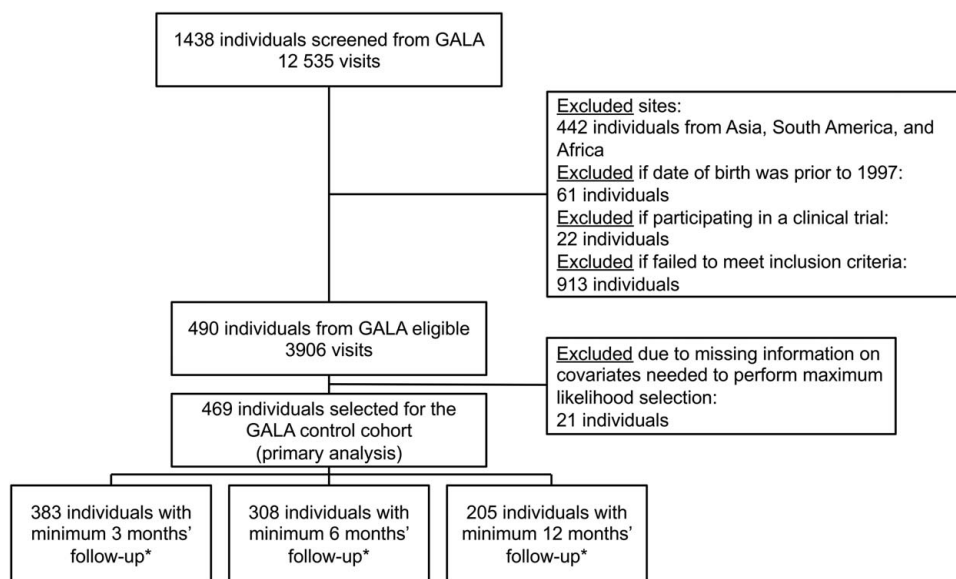 1438 individuals screened from GALA
12 535 visits
Excluded sites:
442 individuals from Asia, South America, and
Africa
Excluded if date of birth was prior to 1997:
61 individuals
Excluded if participating in a clinical trial:
22 individuals
Excluded if failed to meet inclusion criteria:
913 individuals
490 individuals from GALA eligible
3906 visits
Excluded due to missing information on
covariates needed to perform maximum
likelihood selection:
21 individuals
469 individuals selected for the
GALA control cohort
(primary analysis)
383 individuals with
minimum 3 months’
follow-up*
308 individuals with
minimum 6 months’
follow-up*
205 individuals with
minimum 12 months’
follow-up*